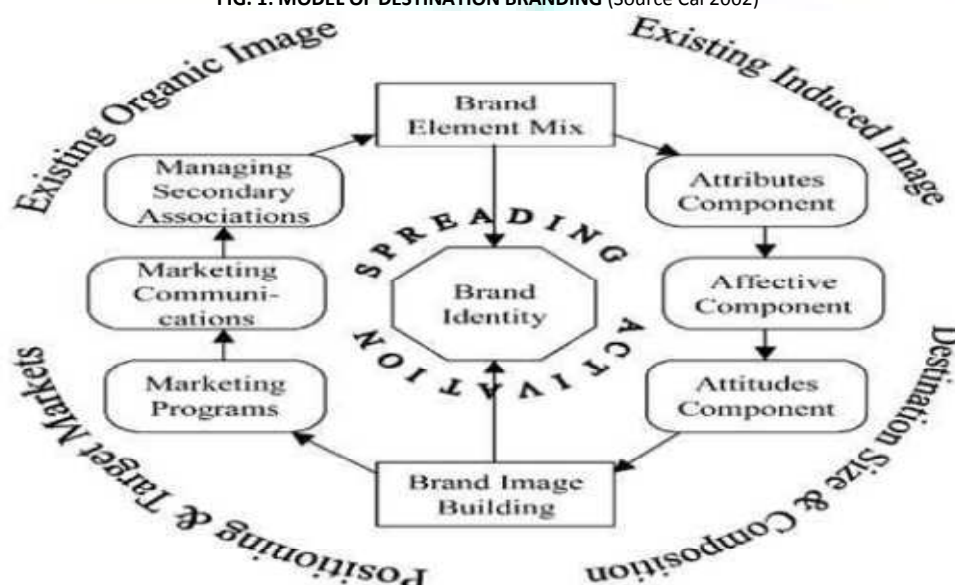 FIG. 1: MODEL OF DESTINATION BRANDING (Source Cai 2002)
Existing Organic Image
Existing Induced Image
Brand
Element Mix
Managing
Secondary
Associations
Attributes
Component
SPREADING
Marketing
Communi-
cations
Brand
Identity
Affective
Component
ACTIVATION
Marketing
Programs
Attitudes
Component
Brand Image
Building
Positioning & Target Markets
Destination Size & Composition